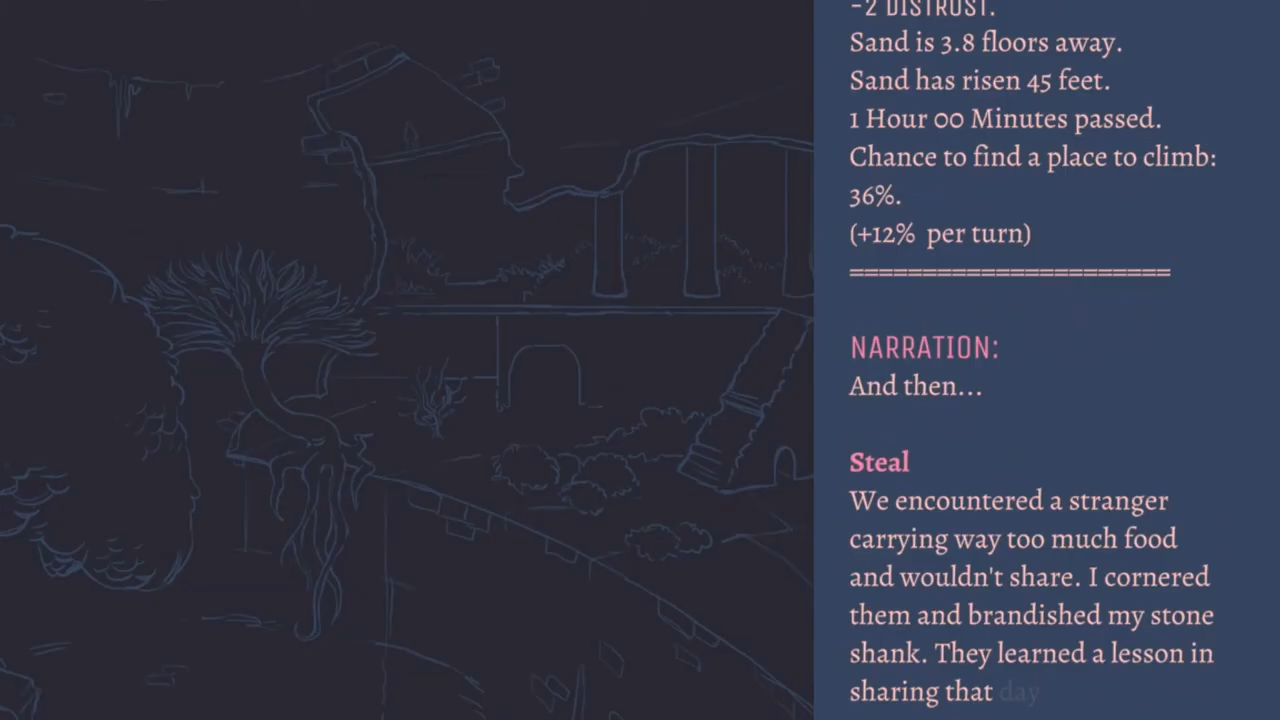 -2 DISTRUST.
Sand is 3.8 floors away.
Sand has risen 45 feet.
1 Hour 00 Minutes passed.
Chance to find a place to climb:
36%.
(+12% per turn)
======================
NARRATION:
And then...
Steal
We encountered a stranger
carrying way too much food
and wouldn't share. I cornered
them and brandished my stone
shank. They learned a lesson in
sharing that day